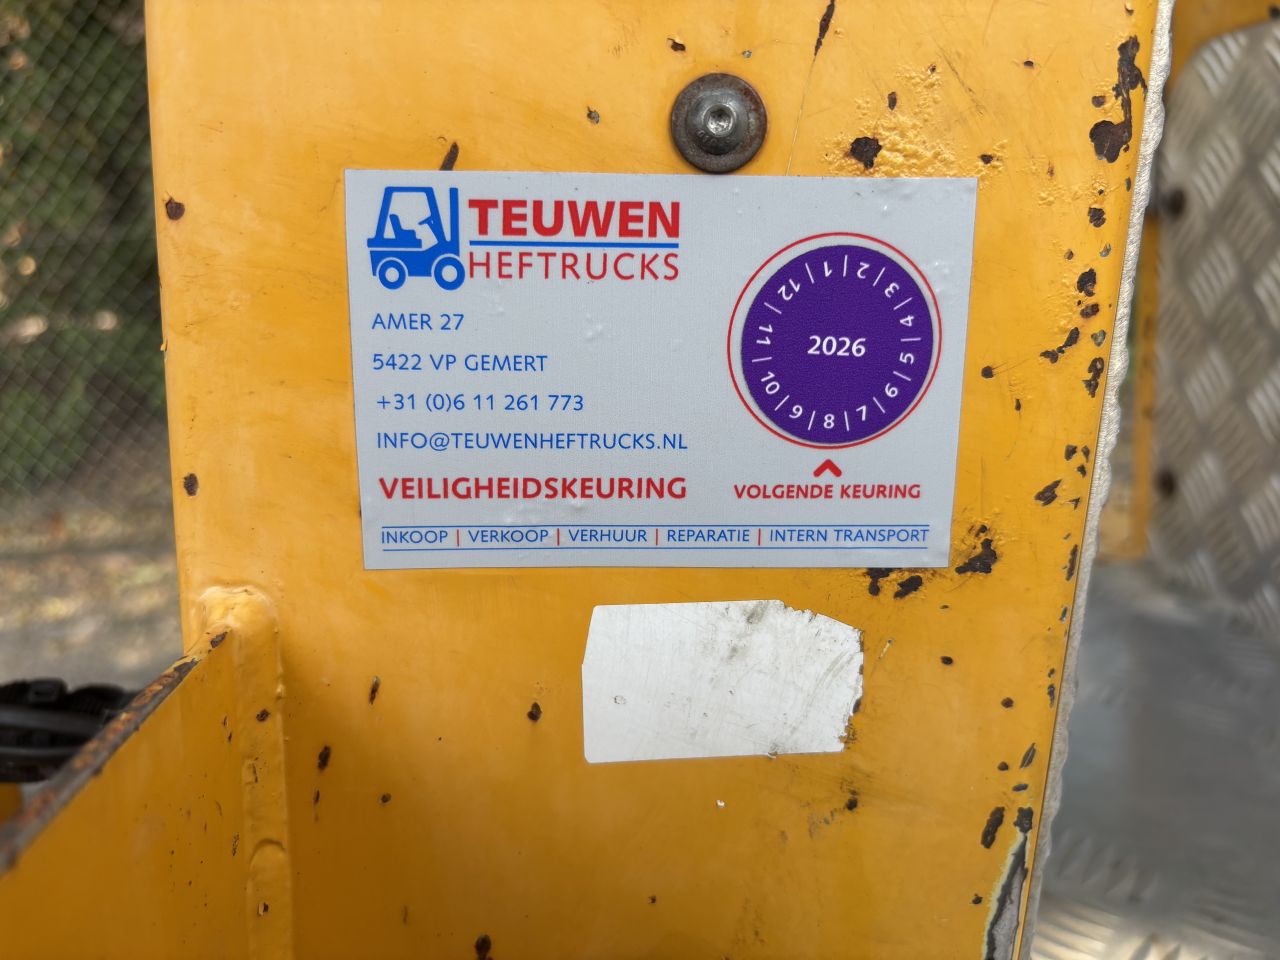 TEUWEN
HEFTRUCKS
AMER 27
5422 VP GEMERT
+31 (0)6 11 261 773
INFO@TEUWENHEFTRUCKS.NL
VEILIGHEIDSKEURING
1 | 2 | 3 | 4 | 5 | 6 | 7 | 8 | 9 | 10 | 11 | 12 |
2026
VOLGENDE KEURING
INKOOP | VERKOOP | VERHUUR | REPARATIE | INTERN TRANSPORT